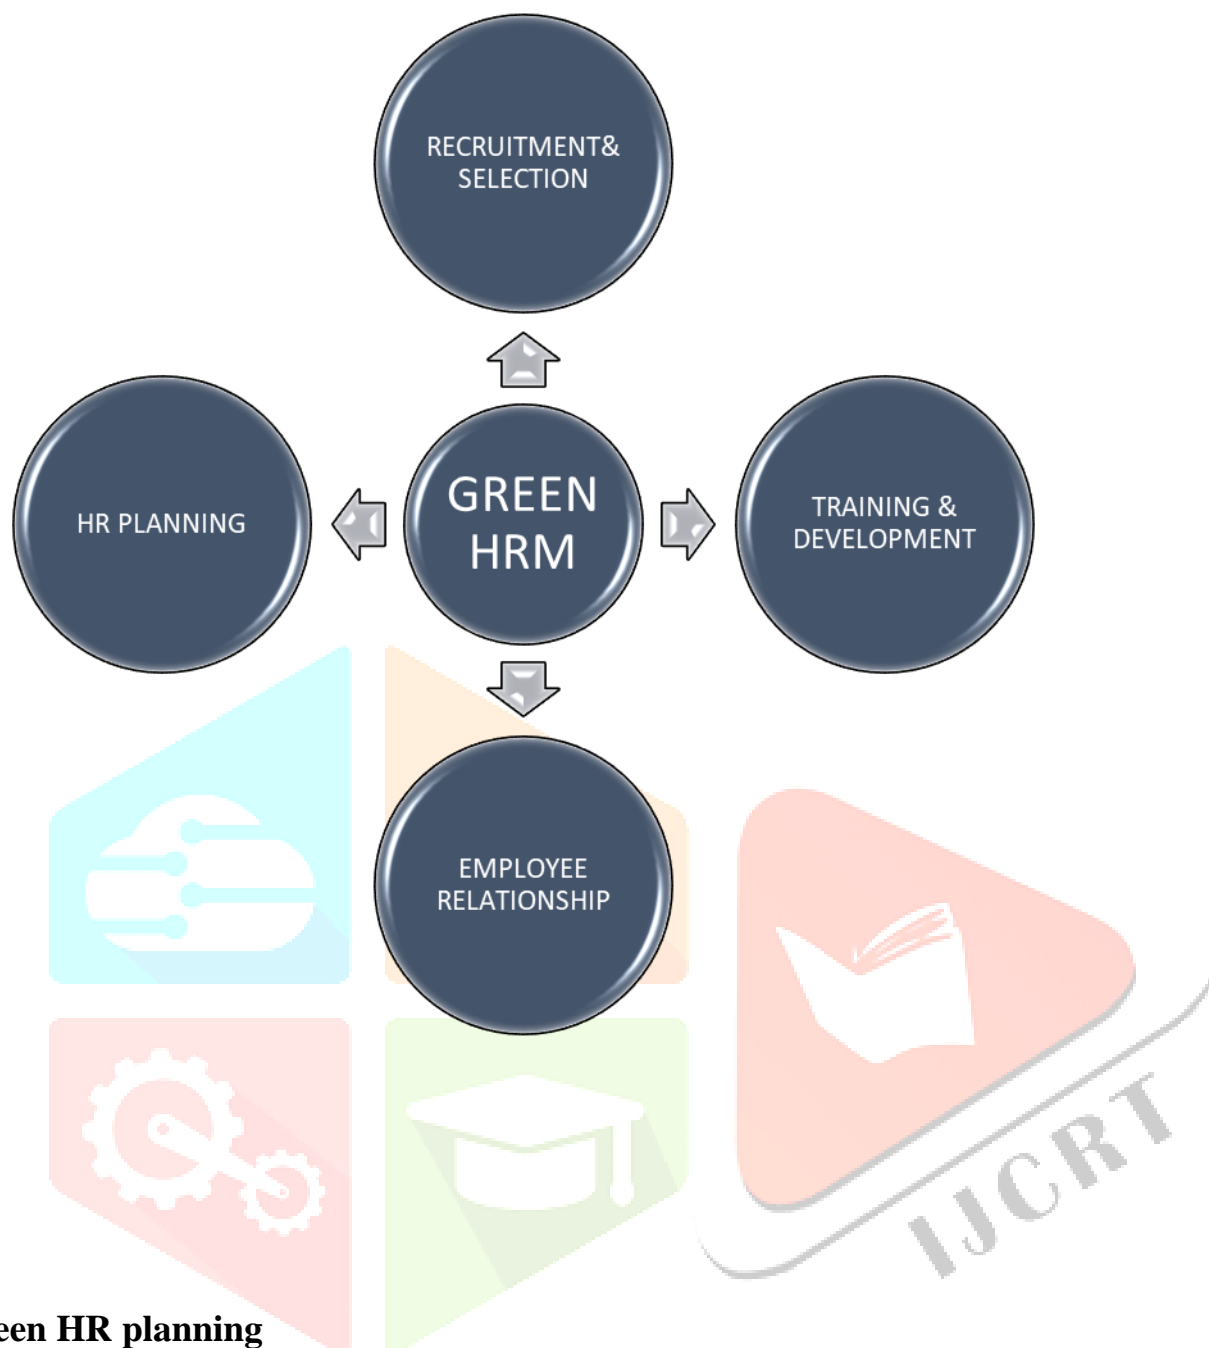 RECRUITMENT&
SELECTION
HR PLANNING
GREEN
HRM
TRAINING &
DEVELOPMENT
EMPLOYEE
RELATIONSHIP
IJCRT
een HR planning